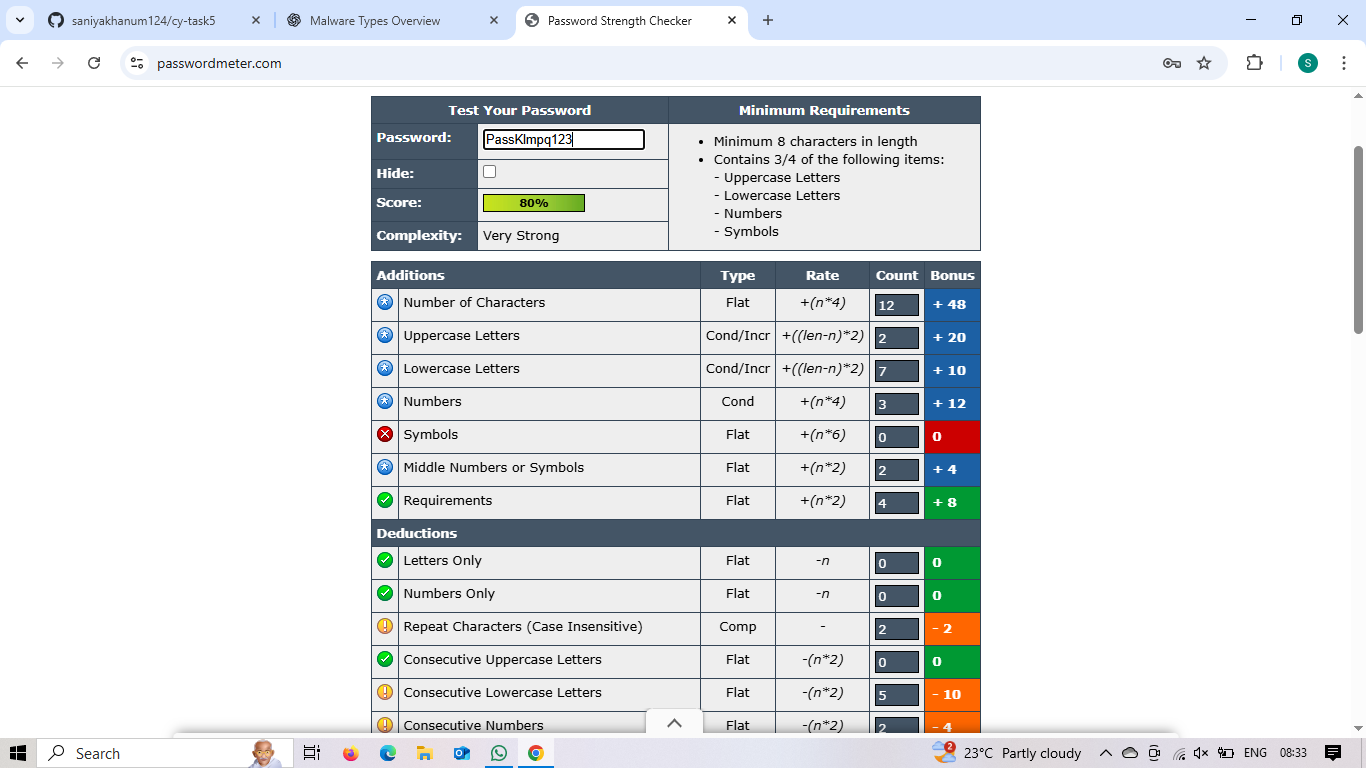 saniyakhanum124/cy-task5
Malware Types Overview
Password Strength Checker
passwordmeter.com
S
Test Your Password
Minimum Requirements
Password:
PassKlmpq123
Hide:
Score:
80%
Complexity:
Very Strong
Minimum 8 characters in length
Contains 3/4 of the following items:
- Uppercase Letters
- Lowercase Letters
- Numbers
- Symbols
Additions Type Rate Count Bonus
Number of Characters Flat +(n*4) 12 + 48
Uppercase Letters Cond/Incr +((len-n)*2) 2 + 20
Lowercase Letters Cond/Incr +((len-n)*2) 7 + 10
Numbers Cond +(n*4) 3 + 12
Symbols Flat +(n*6) 0 0
Middle Numbers or Symbols Flat +(n*2) 2 + 4
Requirements Flat +(n*2) 4 + 8
Deductions
Letters Only Flat -n 0 0
Numbers Only Flat -n 0 0
Repeat Characters (Case Insensitive) Comp - 2 - 2
Consecutive Uppercase Letters Flat -(n*2) 0 0
Consecutive Lowercase Letters Flat -(n*2) 5 - 10
Consecutive Numbers Flat -(n*2) 2 - 4
Search
2
23°C Partly cloudy
ENG
08:33